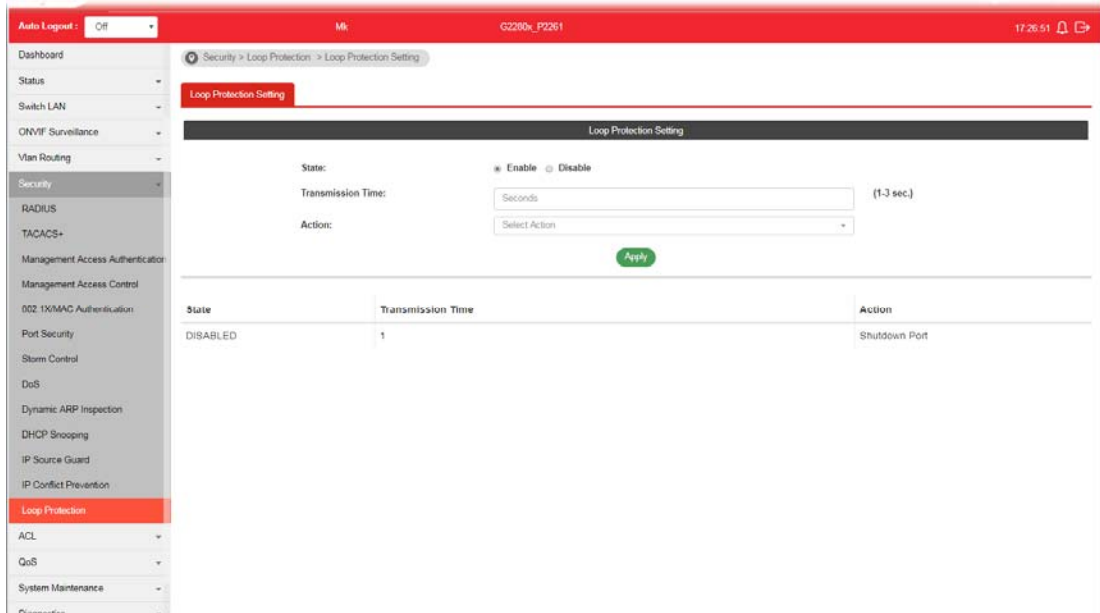 Auto Logout : Off
Mk
G2280x_P2261
17:26:51
Dashboard
Status
Switch LAN
ONVIF Surveillance
Vlan Routing
Security
RADIUS
TACACS+
Management Access Authentication
Management Access Control
802.1X/MAC Authentication
Port Security
Storm Control
DoS
Dynamic ARP Inspection
DHCP Snooping
IP Source Guard
IP Conflict Prevention
Loop Protection
ACL
QoS
System Maintenance
Diagnostics
Security > Loop Protection > Loop Protection Setting
Loop Protection Setting
Loop Protection Setting
State: Enable Disable
Transmission Time: Seconds (1-3 sec.)
Action: Select Action
Apply
State Transmission Time Action
DISABLED 1 Shutdown Port